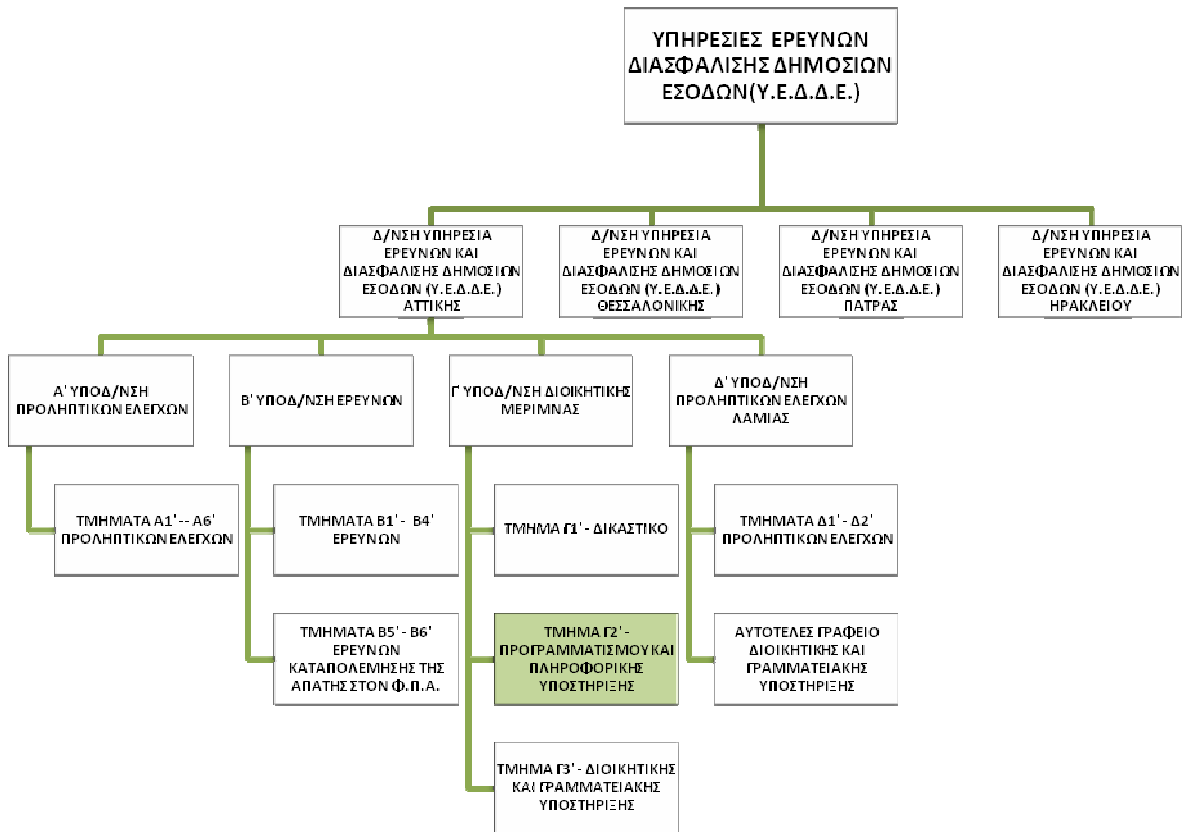 ΥΠΗΡΕΣΙΕΣ ΕΡΕΥΝΩΝ
ΔΙΑΣΦΑΛΙΣΗΣ ΔΗΜΟΣΙΩΝ
ΕΣΟΔΩΝ(Υ.Ε.Δ.Δ.Ε.)
Δ/ΝΣΗ ΥΠΗΡΕΣΙΑ
ΕΡΕΥΝΩΝ ΚΑΙ
ΔΙΑΣΦΑΛΙΣΗΣ ΔΗΜΟΣΙΩΝ
ΕΣΟΔΩΝ (Υ.Ε.Δ.Δ.Ε.)
ΑΤΤΙΚΗΣ
Δ/ΝΣΗ ΥΠΗΡΕΣΙΑ
ΕΡΕΥΝΩΝ ΚΑΙ
ΔΙΑΣΦΑΛΙΣΗΣ ΔΗΜΟΣΙΩΝ
ΕΣΟΔΩΝ (Υ.Ε.Δ.Δ.Ε.)
ΘΕΣΣΑΛΟΝΙΚΗΣ
Δ/ΝΣΗ ΥΠΗΡΕΣΙΑ
ΕΡΕΥΝΩΝ ΚΑΙ
ΔΙΑΣΦΑΛΙΣΗΣ ΔΗΜΟΣΙΩΝ
ΕΣΟΔΩΝ (Υ.Ε.Δ.Δ.Ε.)
ΠΑΤΡΑΣ
Δ/ΝΣΗ ΥΠΗΡΕΣΙΑ
ΕΡΕΥΝΩΝ ΚΑΙ
ΔΙΑΣΦΑΛΙΣΗΣ ΔΗΜΟΣΙΩΝ
ΕΣΟΔΩΝ (Υ.Ε.Δ.Δ.Ε.)
ΗΡΑΚΛΕΙΟΥ
Α' ΥΠΟΔ/ΝΣΗ
ΠΡΟΛΗΠΤΙΚΩΝ ΕΛΕΓΧΩΝ
Β' ΥΠΟΔ/ΝΣΗ ΕΡΕΥΝΩΝ
Γ' ΥΠΟΔ/ΝΣΗ ΔΙΟΙΚΗΤΙΚΗΣ
ΜΕΡΙΜΝΑΣ
Δ' ΥΠΟΔ/ΝΣΗ
ΠΡΟΛΗΠΤΙΚΩΝ ΕΛΕΓΧΩΝ
ΛΑΜΙΑΣ
ΤΜΗΜΑΤΑ Α1' -- Α6'
ΠΡΟΛΗΠΤΙΚΩΝ ΕΛΕΓΧΩΝ
ΤΜΗΜΑΤΑ Β1' - Β4'
ΕΡΕΥΝΩΝ
ΤΜΗΜΑ Γ1' - ΔΙΚΑΣΤΙΚΟ
ΤΜΗΜΑΤΑ Δ1' - Δ2'
ΠΡΟΛΗΠΤΙΚΩΝ ΕΛΕΓΧΩΝ
ΤΜΗΜΑΤΑ Β5' - Β6'
ΕΡΕΥΝΩΝ
ΚΑΤΑΠΟΛΕΜΗΣΗΣ ΤΗΣ
ΑΠΑΤΗΣ ΣΤΟΝ Φ.Π.Α.
ΤΜΗΜΑ Γ2' -
ΠΡΟΓΡΑΜΜΑΤΙΣΜΟΥ ΚΑΙ
ΠΛΗΡΟΦΟΡΙΚΗΣ
ΥΠΟΣΤΗΡΙΞΗΣ
ΑΥΤΟΤΕΛΕΣ ΓΡΑΦΕΙΟ
ΔΙΟΙΚΗΤΙΚΗΣ ΚΑΙ
ΓΡΑΜΜΑΤΕΙΑΚΗΣ
ΥΠΟΣΤΗΡΙΞΗΣ
ΤΜΗΜΑ Γ3' - ΔΙΟΙΚΗΤΙΚΗΣ
ΚΑΙ ΓΡΑΜΜΑΤΕΙΑΚΗΣ
ΥΠΟΣΤΗΡΙΞΗΣ